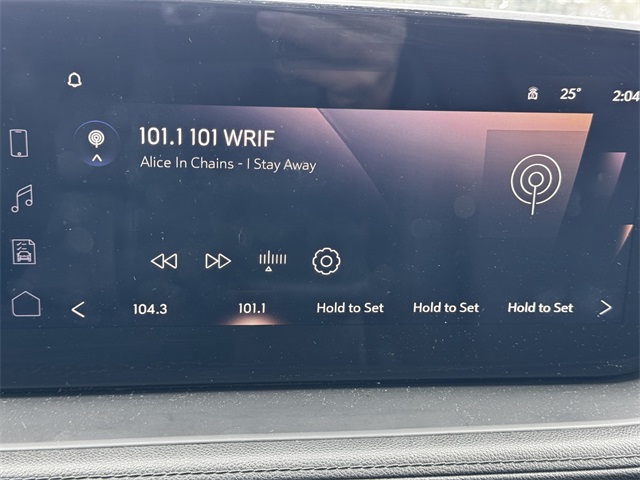 25° 2:04
101.1 101 WRIF
Alice In Chains - I Stay Away
104.3 101.1 Hold to Set Hold to Set Hold to Set